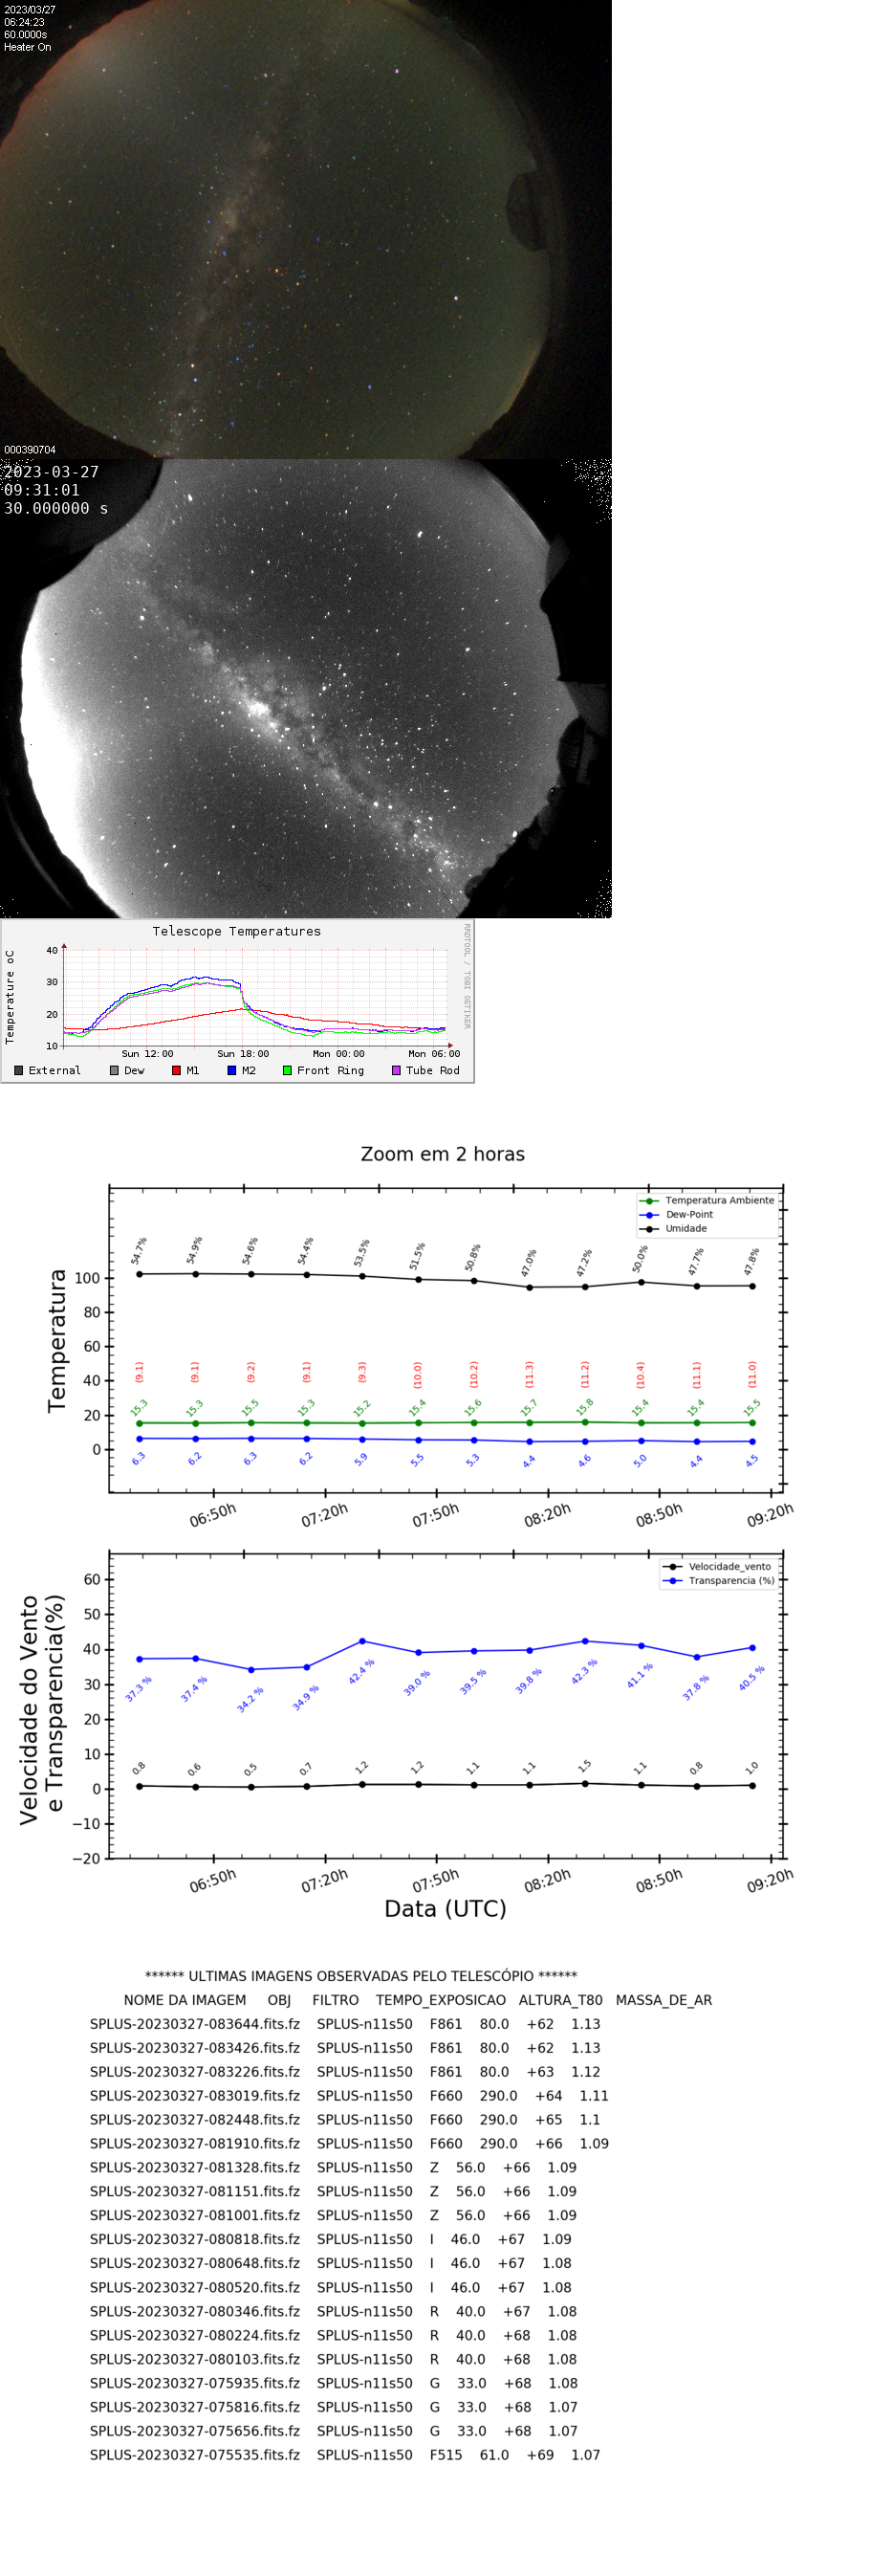 2023/03/27
06:24:23
60.0000s
Heater On
000390704
2023-03-27
09:31:01
30.000000 s
Telescope Temperatures
RRDTOOL / TOBI OETIKER
Temperature oC
40
30
20
10
Sun 12:00 Sun 18:00 Mon 00:00 Mon 06:00
External Dew M1 M2 Front Ring Tube Rod
Zoom em 2 horas
Temperatura Ambiente
Dew-Point
Umidade
Temperatura
100
80
60
40
20
0
54.7% 54.9% 54.6% 54.4% 53.5% 51.5% 50.8% 47.0% 47.2% 50.0% 47.7% 47.8%
(9.1) (9.1) (9.2) (9.1) (9.3) (10.0) (10.2) (11.3) (11.2) (10.4) (11.1) (11.0)
15.3 15.3 15.5 15.3 15.2 15.4 15.6 15.7 15.8 15.4 15.4 15.5
6.3 6.2 6.3 6.2 5.9 5.5 5.3 4.4 4.6 5.0 4.4 4.5
06:50h 07:20h 07:50h 08:20h 08:50h 09:20h
Velocidade_vento
Transparencia (%)
Velocidade do Vento
e Transparencia(%)
60
50
40
30
20
10
0
−10
−20
37.3 % 37.4 % 34.2 % 34.9 % 42.4 % 39.0 % 39.5 % 39.8 % 42.3 % 41.1 % 37.8 % 40.5 %
0.8 0.6 0.5 0.7 1.2 1.2 1.1 1.1 1.5 1.1 0.8 1.0
06:50h 07:20h 07:50h 08:20h 08:50h 09:20h
Data (UTC)
****** ULTIMAS IMAGENS OBSERVADAS PELO TELESCÓPIO ******
NOME DA IMAGEM OBJ FILTRO TEMPO_EXPOSICAO ALTURA_T80 MASSA_DE_AR
SPLUS-20230327-083644.fits.fz SPLUS-n11s50 F861 80.0 +62 1.13
SPLUS-20230327-083426.fits.fz SPLUS-n11s50 F861 80.0 +62 1.13
SPLUS-20230327-083226.fits.fz SPLUS-n11s50 F861 80.0 +63 1.12
SPLUS-20230327-083019.fits.fz SPLUS-n11s50 F660 290.0 +64 1.11
SPLUS-20230327-082448.fits.fz SPLUS-n11s50 F660 290.0 +65 1.1
SPLUS-20230327-081910.fits.fz SPLUS-n11s50 F660 290.0 +66 1.09
SPLUS-20230327-081328.fits.fz SPLUS-n11s50 Z 56.0 +66 1.09
SPLUS-20230327-081151.fits.fz SPLUS-n11s50 Z 56.0 +66 1.09
SPLUS-20230327-081001.fits.fz SPLUS-n11s50 Z 56.0 +66 1.09
SPLUS-20230327-080818.fits.fz SPLUS-n11s50 I 46.0 +67 1.09
SPLUS-20230327-080648.fits.fz SPLUS-n11s50 I 46.0 +67 1.08
SPLUS-20230327-080520.fits.fz SPLUS-n11s50 I 46.0 +67 1.08
SPLUS-20230327-080346.fits.fz SPLUS-n11s50 R 40.0 +67 1.08
SPLUS-20230327-080224.fits.fz SPLUS-n11s50 R 40.0 +68 1.08
SPLUS-20230327-080103.fits.fz SPLUS-n11s50 R 40.0 +68 1.08
SPLUS-20230327-075935.fits.fz SPLUS-n11s50 G 33.0 +68 1.08
SPLUS-20230327-075816.fits.fz SPLUS-n11s50 G 33.0 +68 1.07
SPLUS-20230327-075656.fits.fz SPLUS-n11s50 G 33.0 +68 1.07
SPLUS-20230327-075535.fits.fz SPLUS-n11s50 F515 61.0 +69 1.07